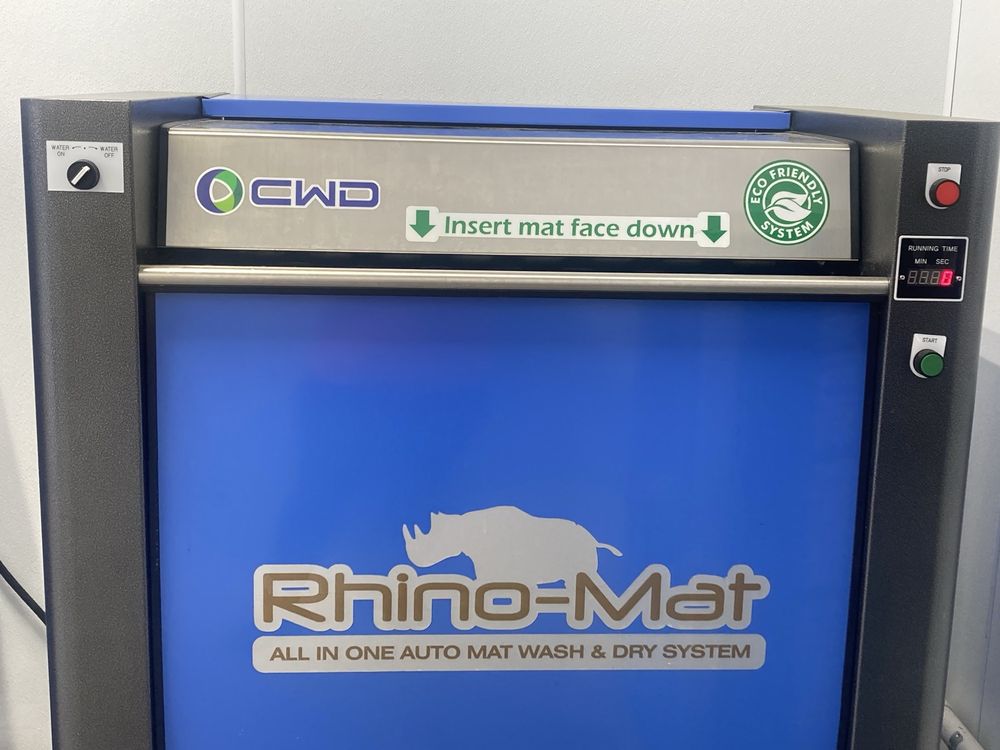 WATER ON
WATER OFF
CWD
Insert mat face down
ECO FRIENDLY
SYSTEM
STOP
RUNNING TIME
MIN SEC
START
Rhino-Mat
ALL IN ONE AUTO MAT WASH & DRY SYSTEM